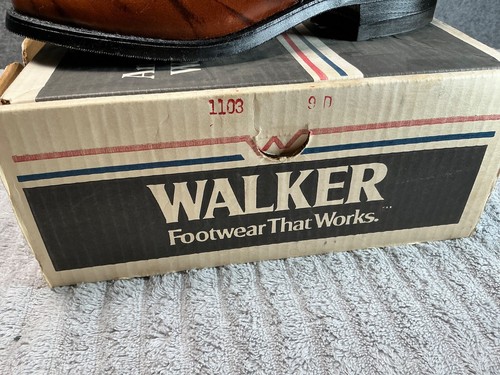 1103 9 D
WALKER
Footwear That Works.